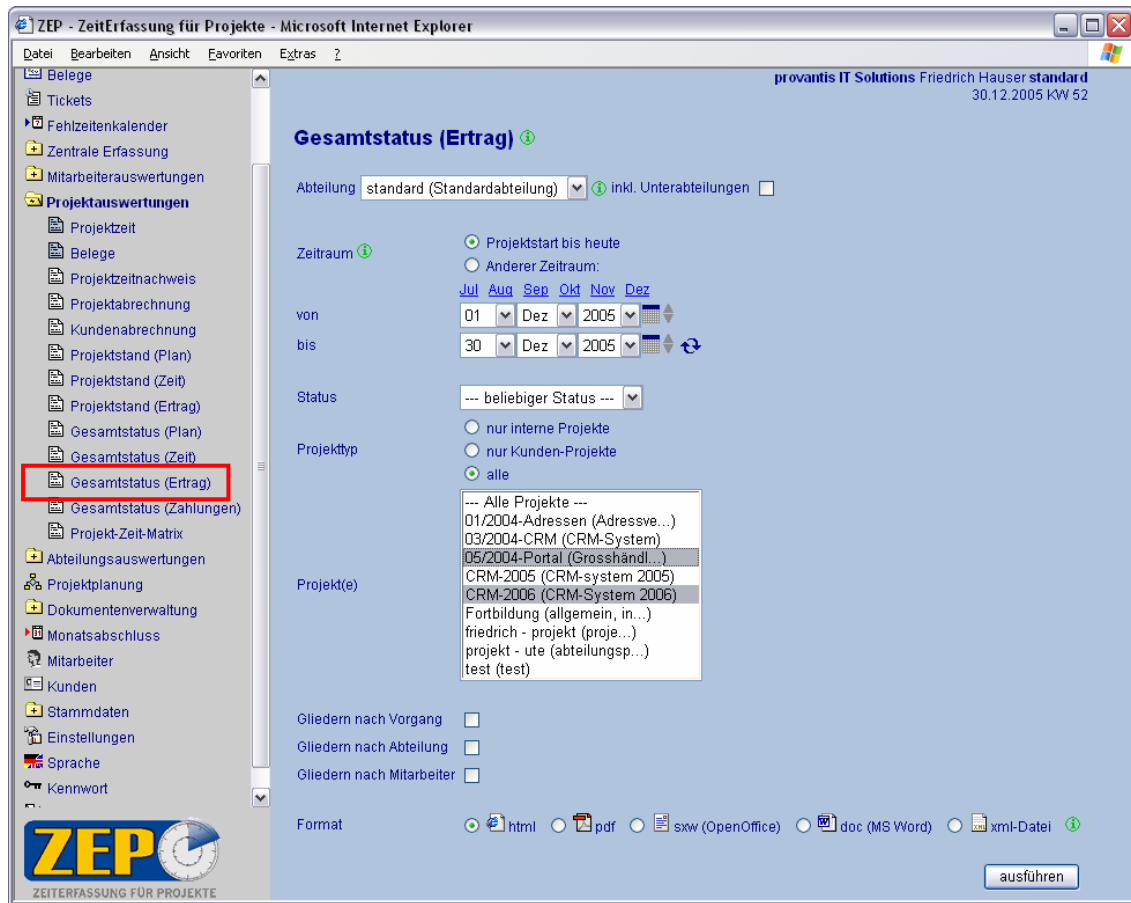 ZEP - ZeitErfassung für Projekte - Microsoft Internet Explorer
Datei Bearbeiten Ansicht Favoriten Extras ?
Belege
Tickets
Fehlzeitenkalender
Zentrale Erfassung
Mitarbeiterauswertungen
Projektauswertungen
Projektzeit
Belege
Projektzeitnachweis
Projektabrechnung
Kundenabrechnung
Projektstand (Plan)
Projektstand (Zeit)
Projektstand (Ertrag)
Gesamtstatus (Plan)
Gesamtstatus (Zeit)
Gesamtstatus (Ertrag)
Gesamtstatus (Zahlungen)
Projekt-Zeit-Matrix
Abteilungsauswertungen
Projektplanung
Dokumentenverwaltung
Monatsabschluss
Mitarbeiter
Kunden
Stammdaten
Einstellungen
Sprache
Kennwort
ZEP
ZEITERFASSUNG FÜR PROJEKTE
provantis IT Solutions Friedrich Hauser standard
30.12.2005 KW 52
Gesamtstatus (Ertrag)
Abteilung standard (Standardabteilung) inkl. Unterabteilungen
Zeitraum
Projektstart bis heute
Anderer Zeitraum:
Jul Aug Sep Okt Nov Dez
von 01 Dez 2005
bis 30 Dez 2005
Status --- beliebiger Status ---
Projekttyp
nur interne Projekte
nur Kunden-Projekte
alle
Projekt(e)
--- Alle Projekte ---
01/2004-Adressen (Adressve...)
03/2004-CRM (CRM-System)
05/2004-Portal (Grosshändl...)
CRM-2005 (CRM-system 2005)
CRM-2006 (CRM-System 2006)
Fortbildung (allgemein, in...)
friedrich - projekt (proje...)
projekt - ute (abteilungsp...)
test (test)
Gliedern nach Vorgang
Gliedern nach Abteilung
Gliedern nach Mitarbeiter
Format html pdf sxw (OpenOffice) doc (MS Word) xml-Datei
ausführen